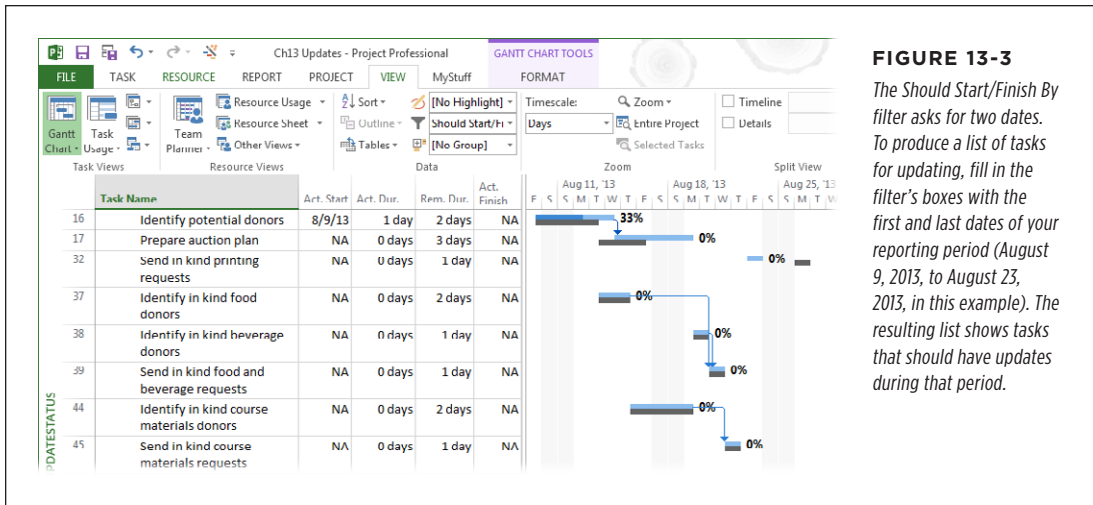 Ch13 Updates - Project Professional
GANTT CHART TOOLS
FILE TASK RESOURCE REPORT PROJECT VIEW MyStuff FORMAT
Gantt Chart
Task Usage
Task Views
Team Planner
Resource Usage
Resource Sheet
Other Views
Resource Views
Sort
Outline
Tables
[No Highlight]
Should Start/Fi
[No Group]
Data
Timescale:
Days
Zoom
Entire Project
Selected Tasks
Zoom
Timeline
Details
Split View
Task Name Act. Start Act. Dur. Rem. Dur. Act. Finish
Aug 11, '13 Aug 18, '13 Aug 25, '13
F S S M T W T F S S M T W T F S S M T W
16 Identify potential donors 8/9/13 1 day 2 days NA 33%
17 Prepare auction plan NA 0 days 3 days NA 0%
32 Send in kind printing requests NA 0 days 1 day NA 0%
37 Identify in kind food donors NA 0 days 2 days NA 0%
38 Identify in kind beverage donors NA 0 days 1 day NA 0%
39 Send in kind food and beverage requests NA 0 days 1 day NA 0%
44 Identify in kind course materials donors NA 0 days 2 days NA 0%
45 Send in kind course materials requests NA 0 days 1 day NA 0%
PDATESTATUS
FIGURE 13-3
The Should Start/Finish By
filter asks for two dates.
To produce a list of tasks
for updating, fill in the
filter's boxes with the
first and last dates of your
reporting period (August
9, 2013, to August 23,
2013, in this example). The
resulting list shows tasks
that should have updates
during that period.